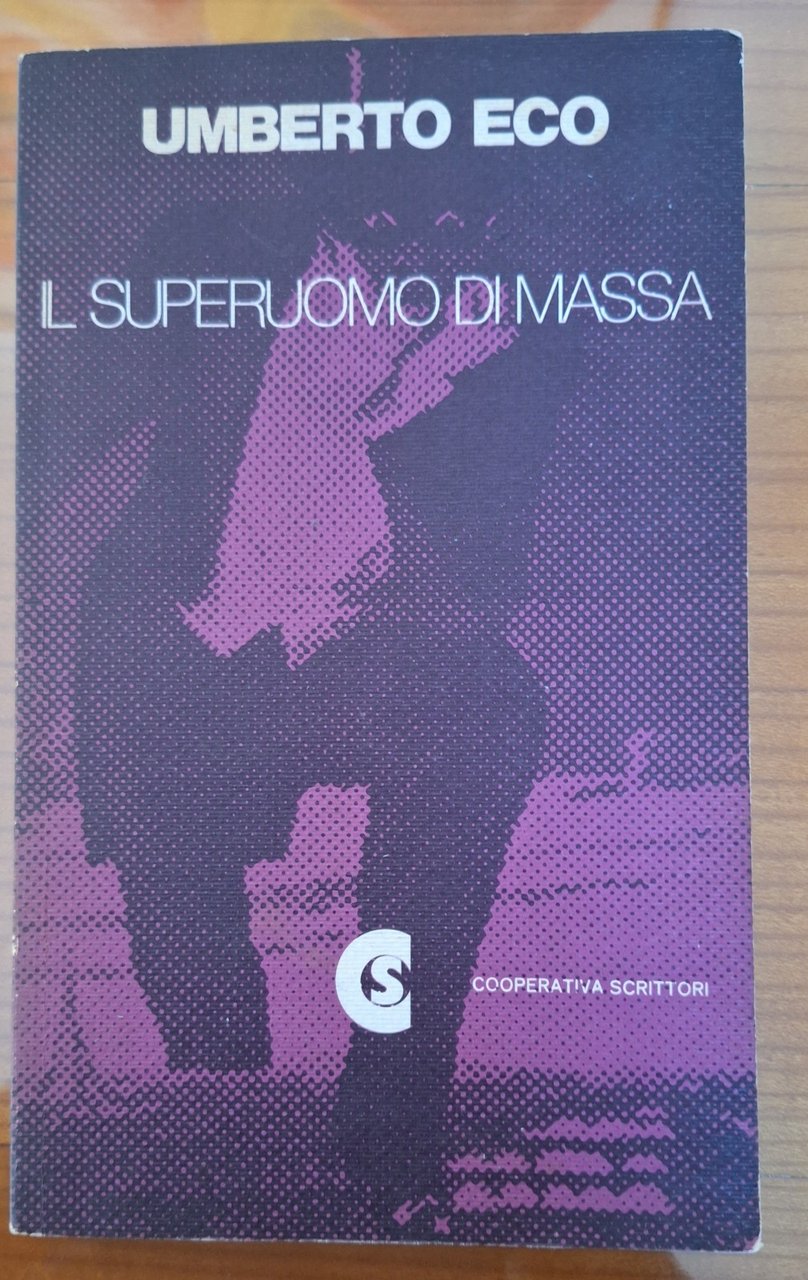 UMBERTO ECO
IL SUPERUOMO DI MASSA
CS
COOPERATIVA SCRITTORI